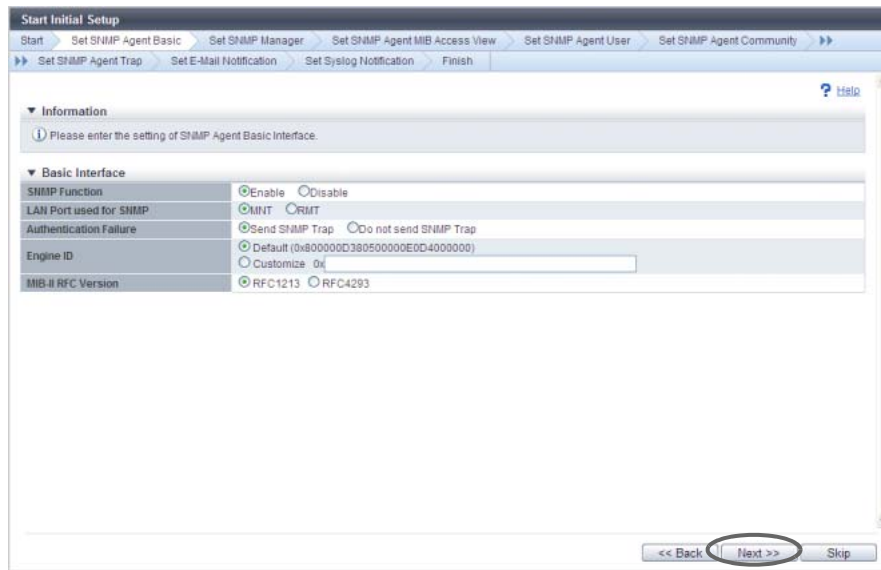 Start Initial Setup
Start Set SNMP Agent Basic Set SNMP Manager Set SNMP Agent MIB Access View Set SNMP Agent User Set SNMP Agent Community
Set SNMP Agent Trap Set E-Mail Notification Set Syslog Notification Finish
? Help
Information
Please enter the setting of SNMP Agent Basic Interface.
Basic Interface
SNMP Function Enable Disable
LAN Port used for SNMP MNT RMT
Authentication Failure Send SNMP Trap Do not send SNMP Trap
Engine ID Default (0x800000D380500000E0D4000000)
Customize 0x
MIB-II RFC Version RFC1213 RFC4293
<< Back Next >> Skip